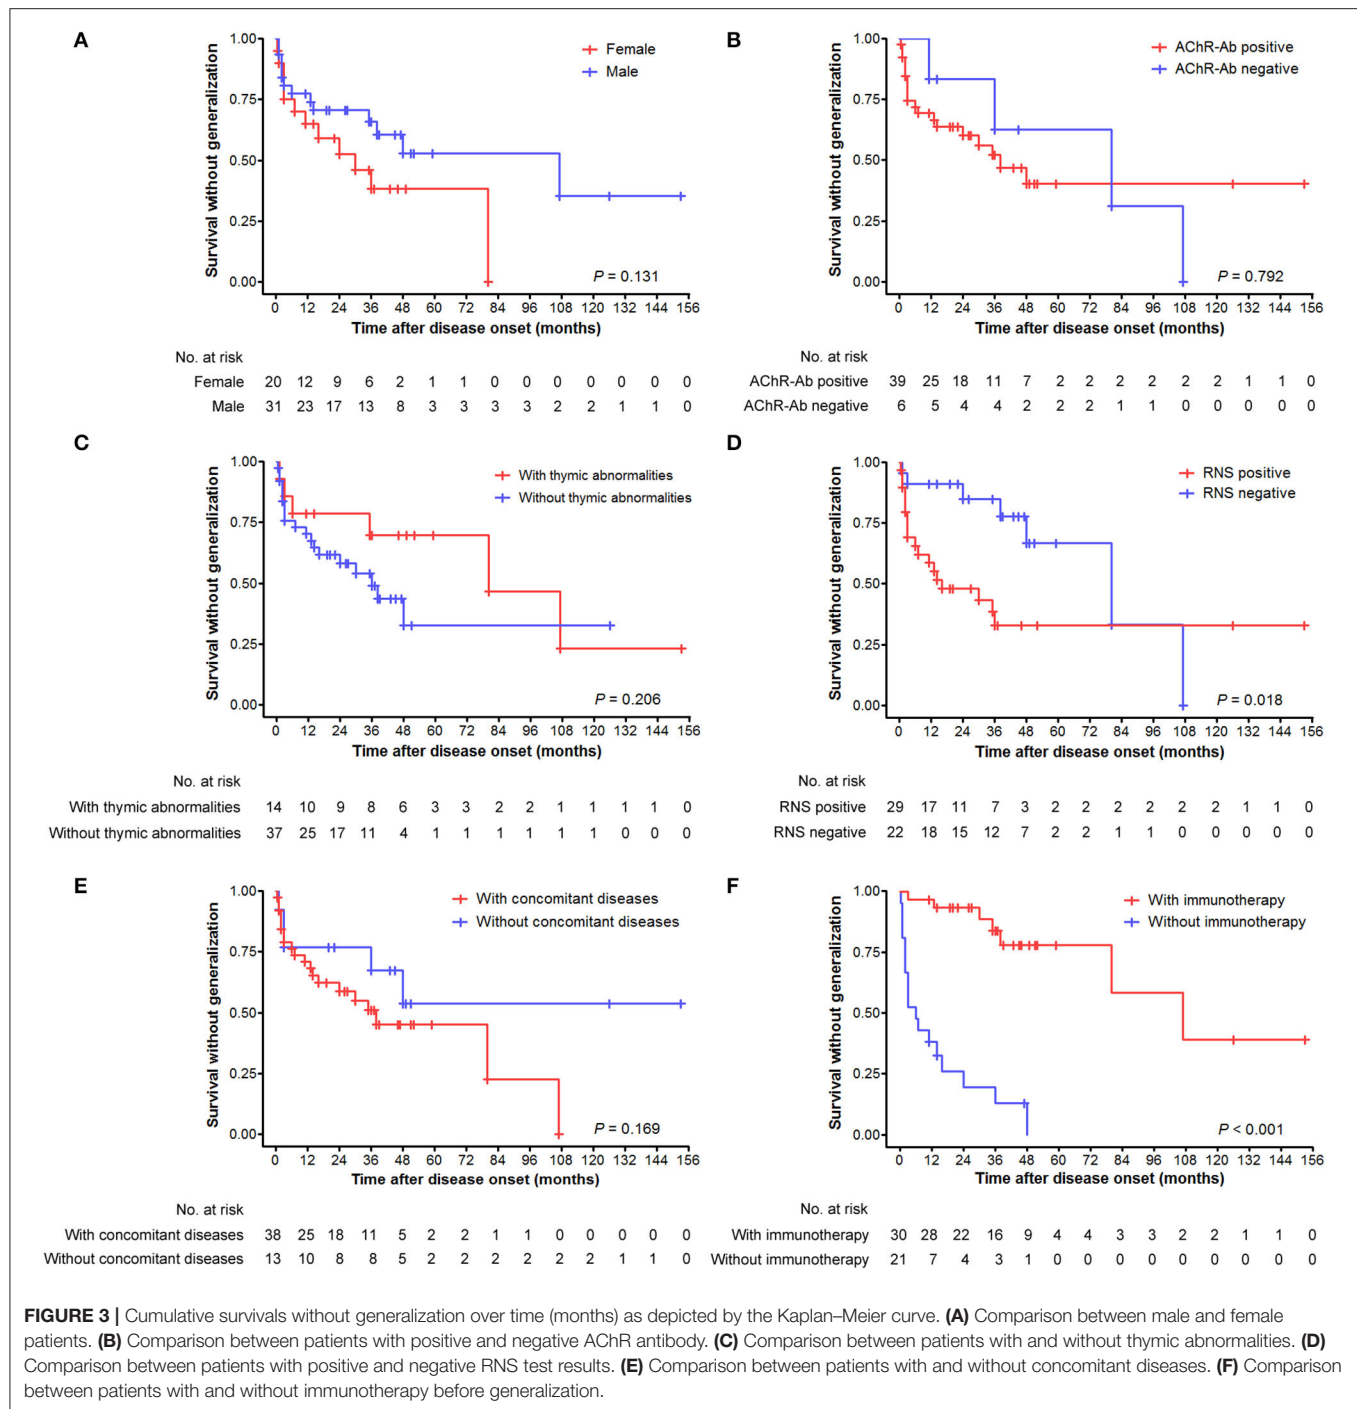 A
1.00
0.75
0.50
0.25
0.00
Survival without generalization
Female
Male
P = 0.131
0 12 24 36 48 60 72 84 96 108 120 132 144 156
Time after disease onset (months)
No. at risk
Female 20 12 9 6 2 1 1 0 0 0 0 0 0 0
Male 31 23 17 13 8 3 3 3 3 2 2 1 1 0
B
1.00
0.75
0.50
0.25
0.00
Survival without generalization
AChR-Ab positive
AChR-Ab negative
P = 0.792
0 12 24 36 48 60 72 84 96 108 120 132 144 156
Time after disease onset (months)
No. at risk
AChR-Ab positive 39 25 18 11 7 2 2 2 2 2 2 1 1 0
AChR-Ab negative 6 5 4 4 2 2 2 1 1 0 0 0 0 0
C
1.00
0.75
0.50
0.25
0.00
Survival without generalization
With thymic abnormalities
Without thymic abnormalities
P = 0.206
0 12 24 36 48 60 72 84 96 108 120 132 144 156
Time after disease onset (months)
No. at risk
With thymic abnormalities 14 10 9 8 6 3 3 2 2 1 1 1 1 0
Without thymic abnormalities 37 25 17 11 4 1 1 1 1 1 1 0 0 0
D
1.00
0.75
0.50
0.25
0.00
Survival without generalization
RNS positive
RNS negative
P = 0.018
0 12 24 36 48 60 72 84 96 108 120 132 144 156
Time after disease onset (months)
No. at risk
RNS positive 29 17 11 7 3 2 2 2 2 2 2 1 1 0
RNS negative 22 18 15 12 7 2 2 1 1 0 0 0 0 0
E
1.00
0.75
0.50
0.25
0.00
Survival without generalization
With concomitant diseases
Without concomitant diseases
P = 0.169
0 12 24 36 48 60 72 84 96 108 120 132 144 156
Time after disease onset (months)
No. at risk
With concomitant diseases 38 25 18 11 5 2 2 1 1 0 0 0 0 0
Without concomitant diseases 13 10 8 8 5 2 2 2 2 2 2 1 1 0
F
1.00
0.75
0.50
0.25
0.00
Survival without generalization
With immunotherapy
Without immunotherapy
P < 0.001
0 12 24 36 48 60 72 84 96 108 120 132 144 156
Time after disease onset (months)
No. at risk
With immunotherapy 30 28 22 16 9 4 4 3 3 2 2 1 1 0
Without immunotherapy 21 7 4 3 1 0 0 0 0 0 0 0 0 0
FIGURE 3 | Cumulative survivals without generalization over time (months) as depicted by the Kaplan–Meier curve. (A) Comparison between male and female
patients. (B) Comparison between patients with positive and negative AChR antibody. (C) Comparison between patients with and without thymic abnormalities. (D)
Comparison between patients with positive and negative RNS test results. (E) Comparison between patients with and without concomitant diseases. (F) Comparison
between patients with and without immunotherapy before generalization.